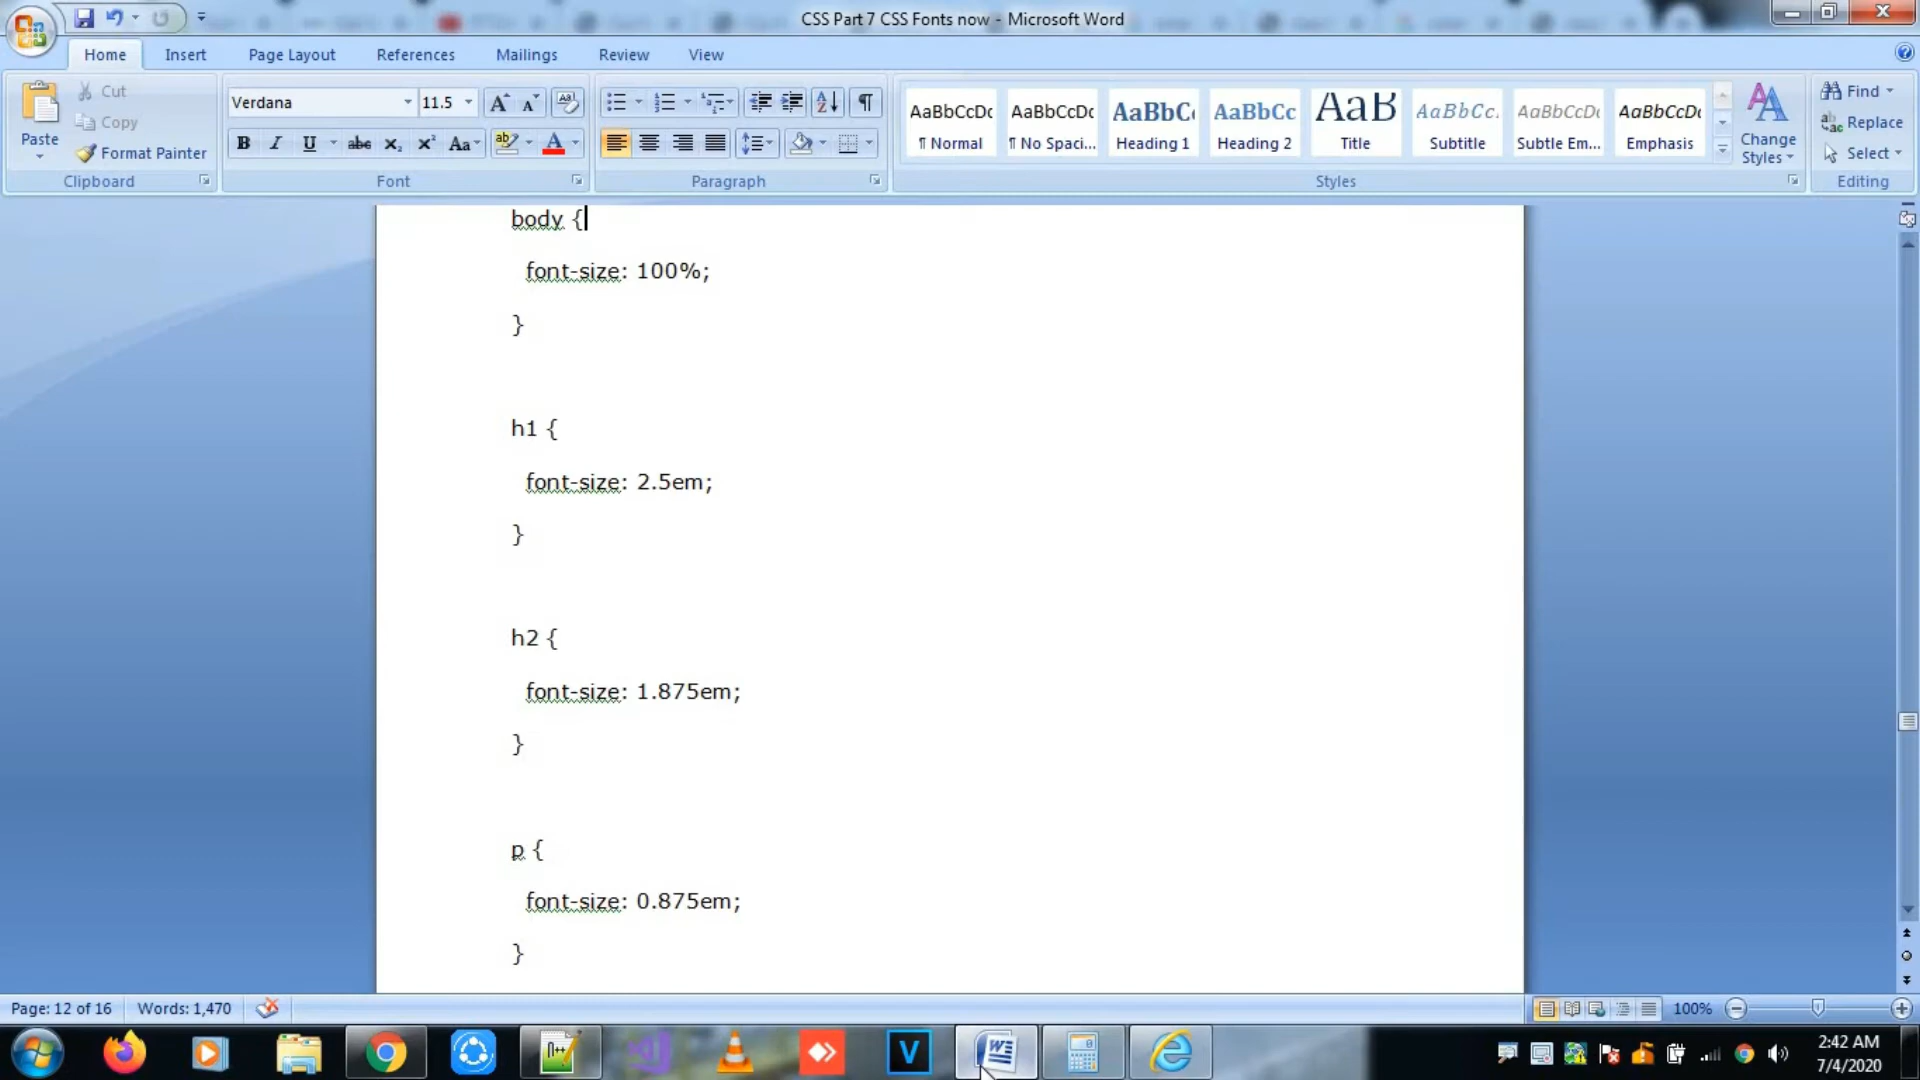 CSS Part 7 CSS Fonts now - Microsoft Word
Home Insert Page Layout References Mailings Review View
Paste
Cut
Copy
Format Painter
Clipboard
Verdana 11.5
B I U abc x₂ x² Aa
Font
Paragraph
AaBbCcDc AaBbCcDc AaBbC AaBbCc AaB AaBbCc. AaBbCcDc AaBbCcDc
¶ Normal ¶ No Spaci... Heading 1 Heading 2 Title Subtitle Subtle Em... Emphasis
Styles
Change Styles
Find
Replace
Select
Editing
body {
font-size: 100%;
}
h1 {
font-size: 2.5em;
}
h2 {
font-size: 1.875em;
}
p {
font-size: 0.875em;
}
Page: 12 of 16 Words: 1,470 100%
2:42 AM
7/4/2020